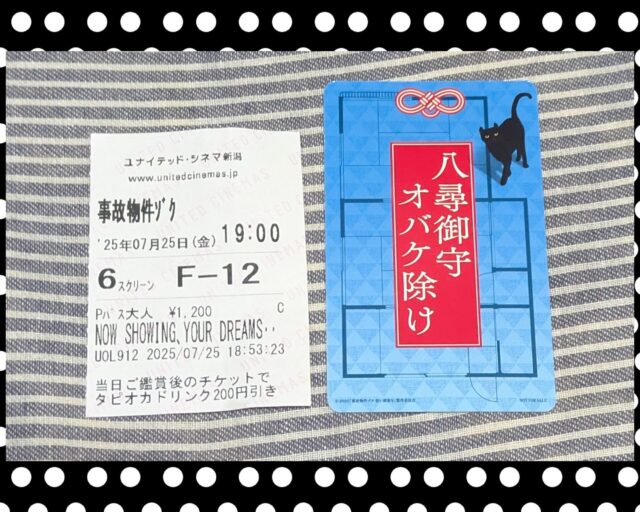 ユナイテッド・シネマ新潟
www.unitedcinemas.jp
事故物件ゾク
'25年07月25日(金) 19:00
6スクリーン F-12
Pパス大人 ¥1,200 C
NOW SHOWING, YOUR DREAMS・・
UOL912 2025/07/25 18:53:23
当日ご鑑賞後のチケットで
タピオカドリンク200円引き
八尋御守
オバケ除け
NOT FOR SALE